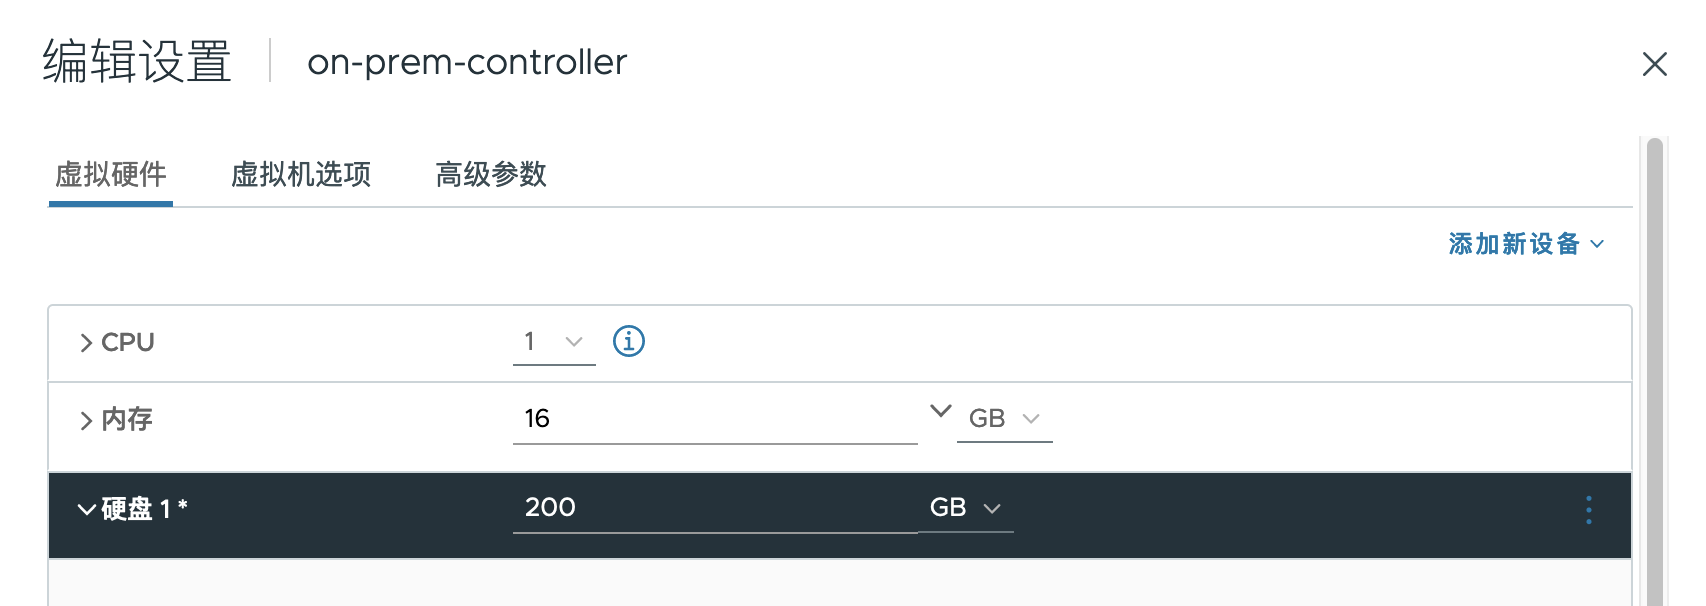 编辑设置 on-prem-controller
虚拟硬件 虚拟机选项 高级参数
添加新设备
CPU 1
内存 16 GB
硬盘 1 * 200 GB